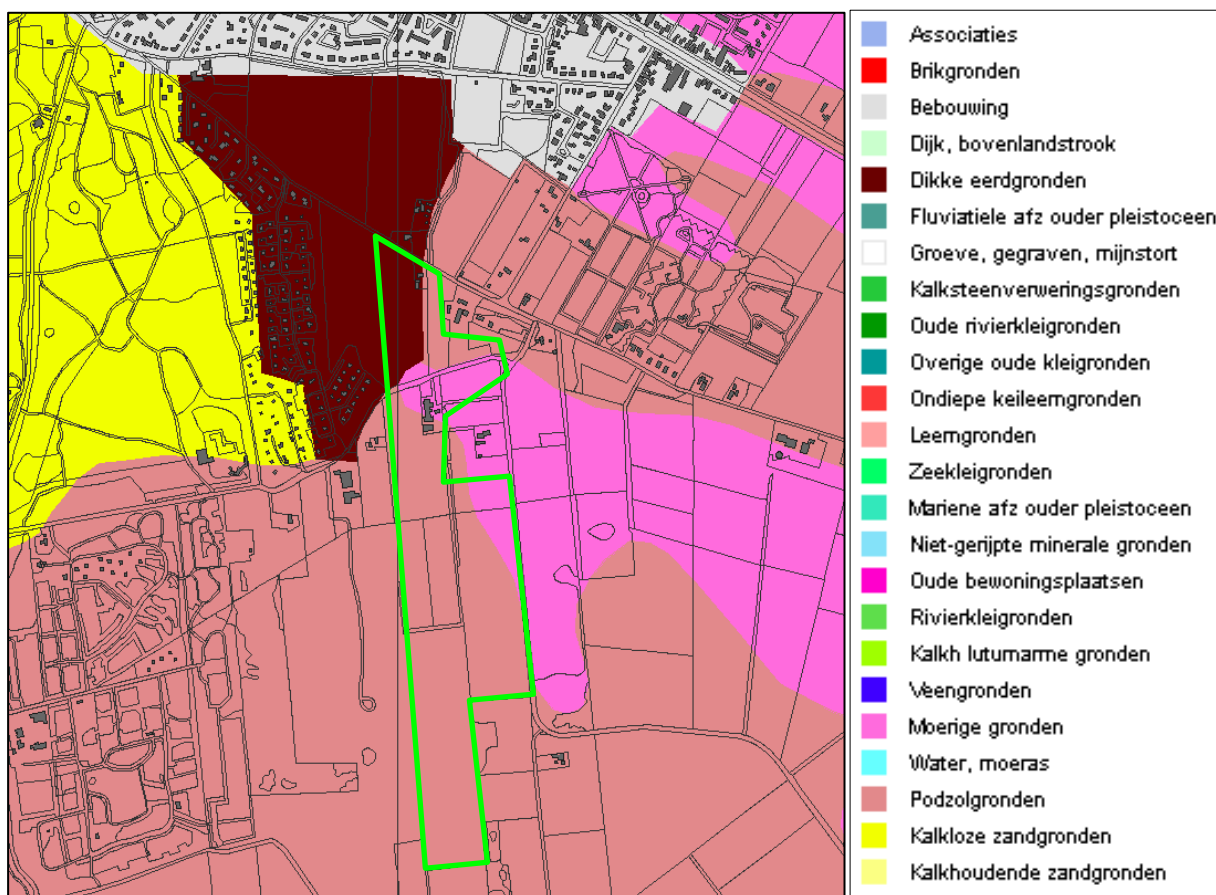 Associaties
Brikgronden
Bebouwing
Dijk, bovenlandstrook
Dikke eerdgronden
Fluviatiele afz ouder pleistoceen
Groeve, gegraven, mijnstort
Kalksteenverweringsgronden
Oude rivierkleigronden
Overige oude kleigronden
Ondiepe keileemgronden
Leemgronden
Zeekleigronden
Mariene afz ouder pleistoceen
Niet-gerijpte minerale gronden
Oude bewoningsplaatsen
Rivierkleigronden
Kalkh lutumarme gronden
Veengronden
Moerige gronden
Water, moeras
Podzolgronden
Kalkloze zandgronden
Kalkhoudende zandgronden